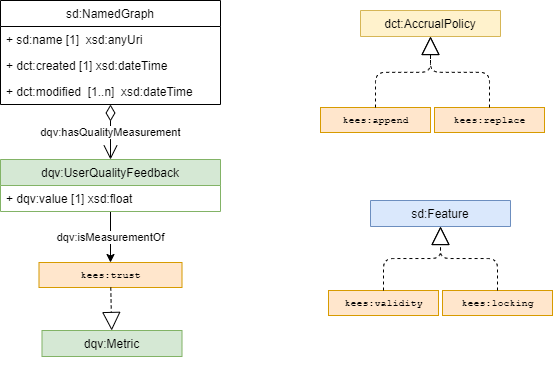 sd:NamedGraph
+ sd:name [1] xsd:anyUri
+ dct:created [1] xsd:dateTime
+ dct:modified [1..n] xsd:dateTime
dqv:hasQualityMeasurement
dqv:UserQualityFeedback
+ dqv:value [1] xsd:float
dqv:isMeasurementOf
kees:trust
dqv:Metric
dct:AccrualPolicy
kees:append
kees:replace
sd:Feature
kees:validity
kees:locking